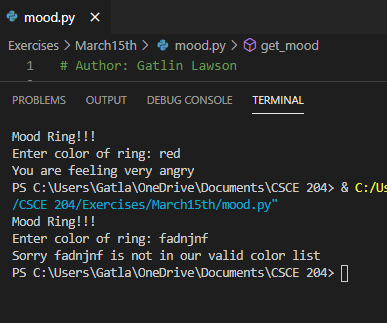 mood.py ×
Exercises > March15th > mood.py > get_mood
1 # Author: Gatlin Lawson
PROBLEMS OUTPUT DEBUG CONSOLE TERMINAL
Mood Ring!!!
Enter color of ring: red
You are feeling very angry
PS C:\Users\Gatla\OneDrive\Documents\CSCE 204> & C:/Us
/CSCE 204/Exercises/March15th/mood.py"
Mood Ring!!!
Enter color of ring: fadnjnf
Sorry fadnjnf is not in our valid color list
PS C:\Users\Gatla\OneDrive\Documents\CSCE 204>